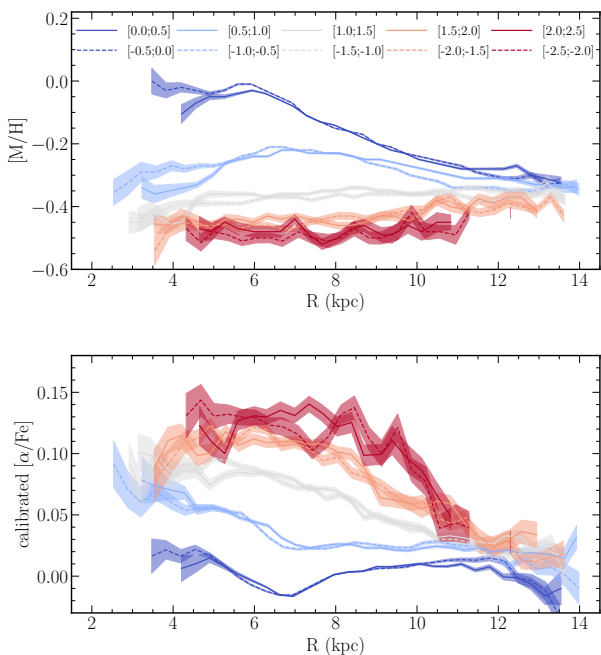 0.2
[0.0;0.5] [0.5;1.0] [1.0;1.5] [1.5;2.0] [2.0;2.5]
[-0.5;0.0] [-1.0;-0.5] [-1.5;-1.0] [-2.0;-1.5] [-2.5;-2.0]
0.0
−0.2
−0.4
−0.6
[M/H]
2 4 6 8 10 12 14
R (kpc)
0.15
0.10
0.05
0.00
calibrated [α/Fe]
2 4 6 8 10 12 14
R (kpc)